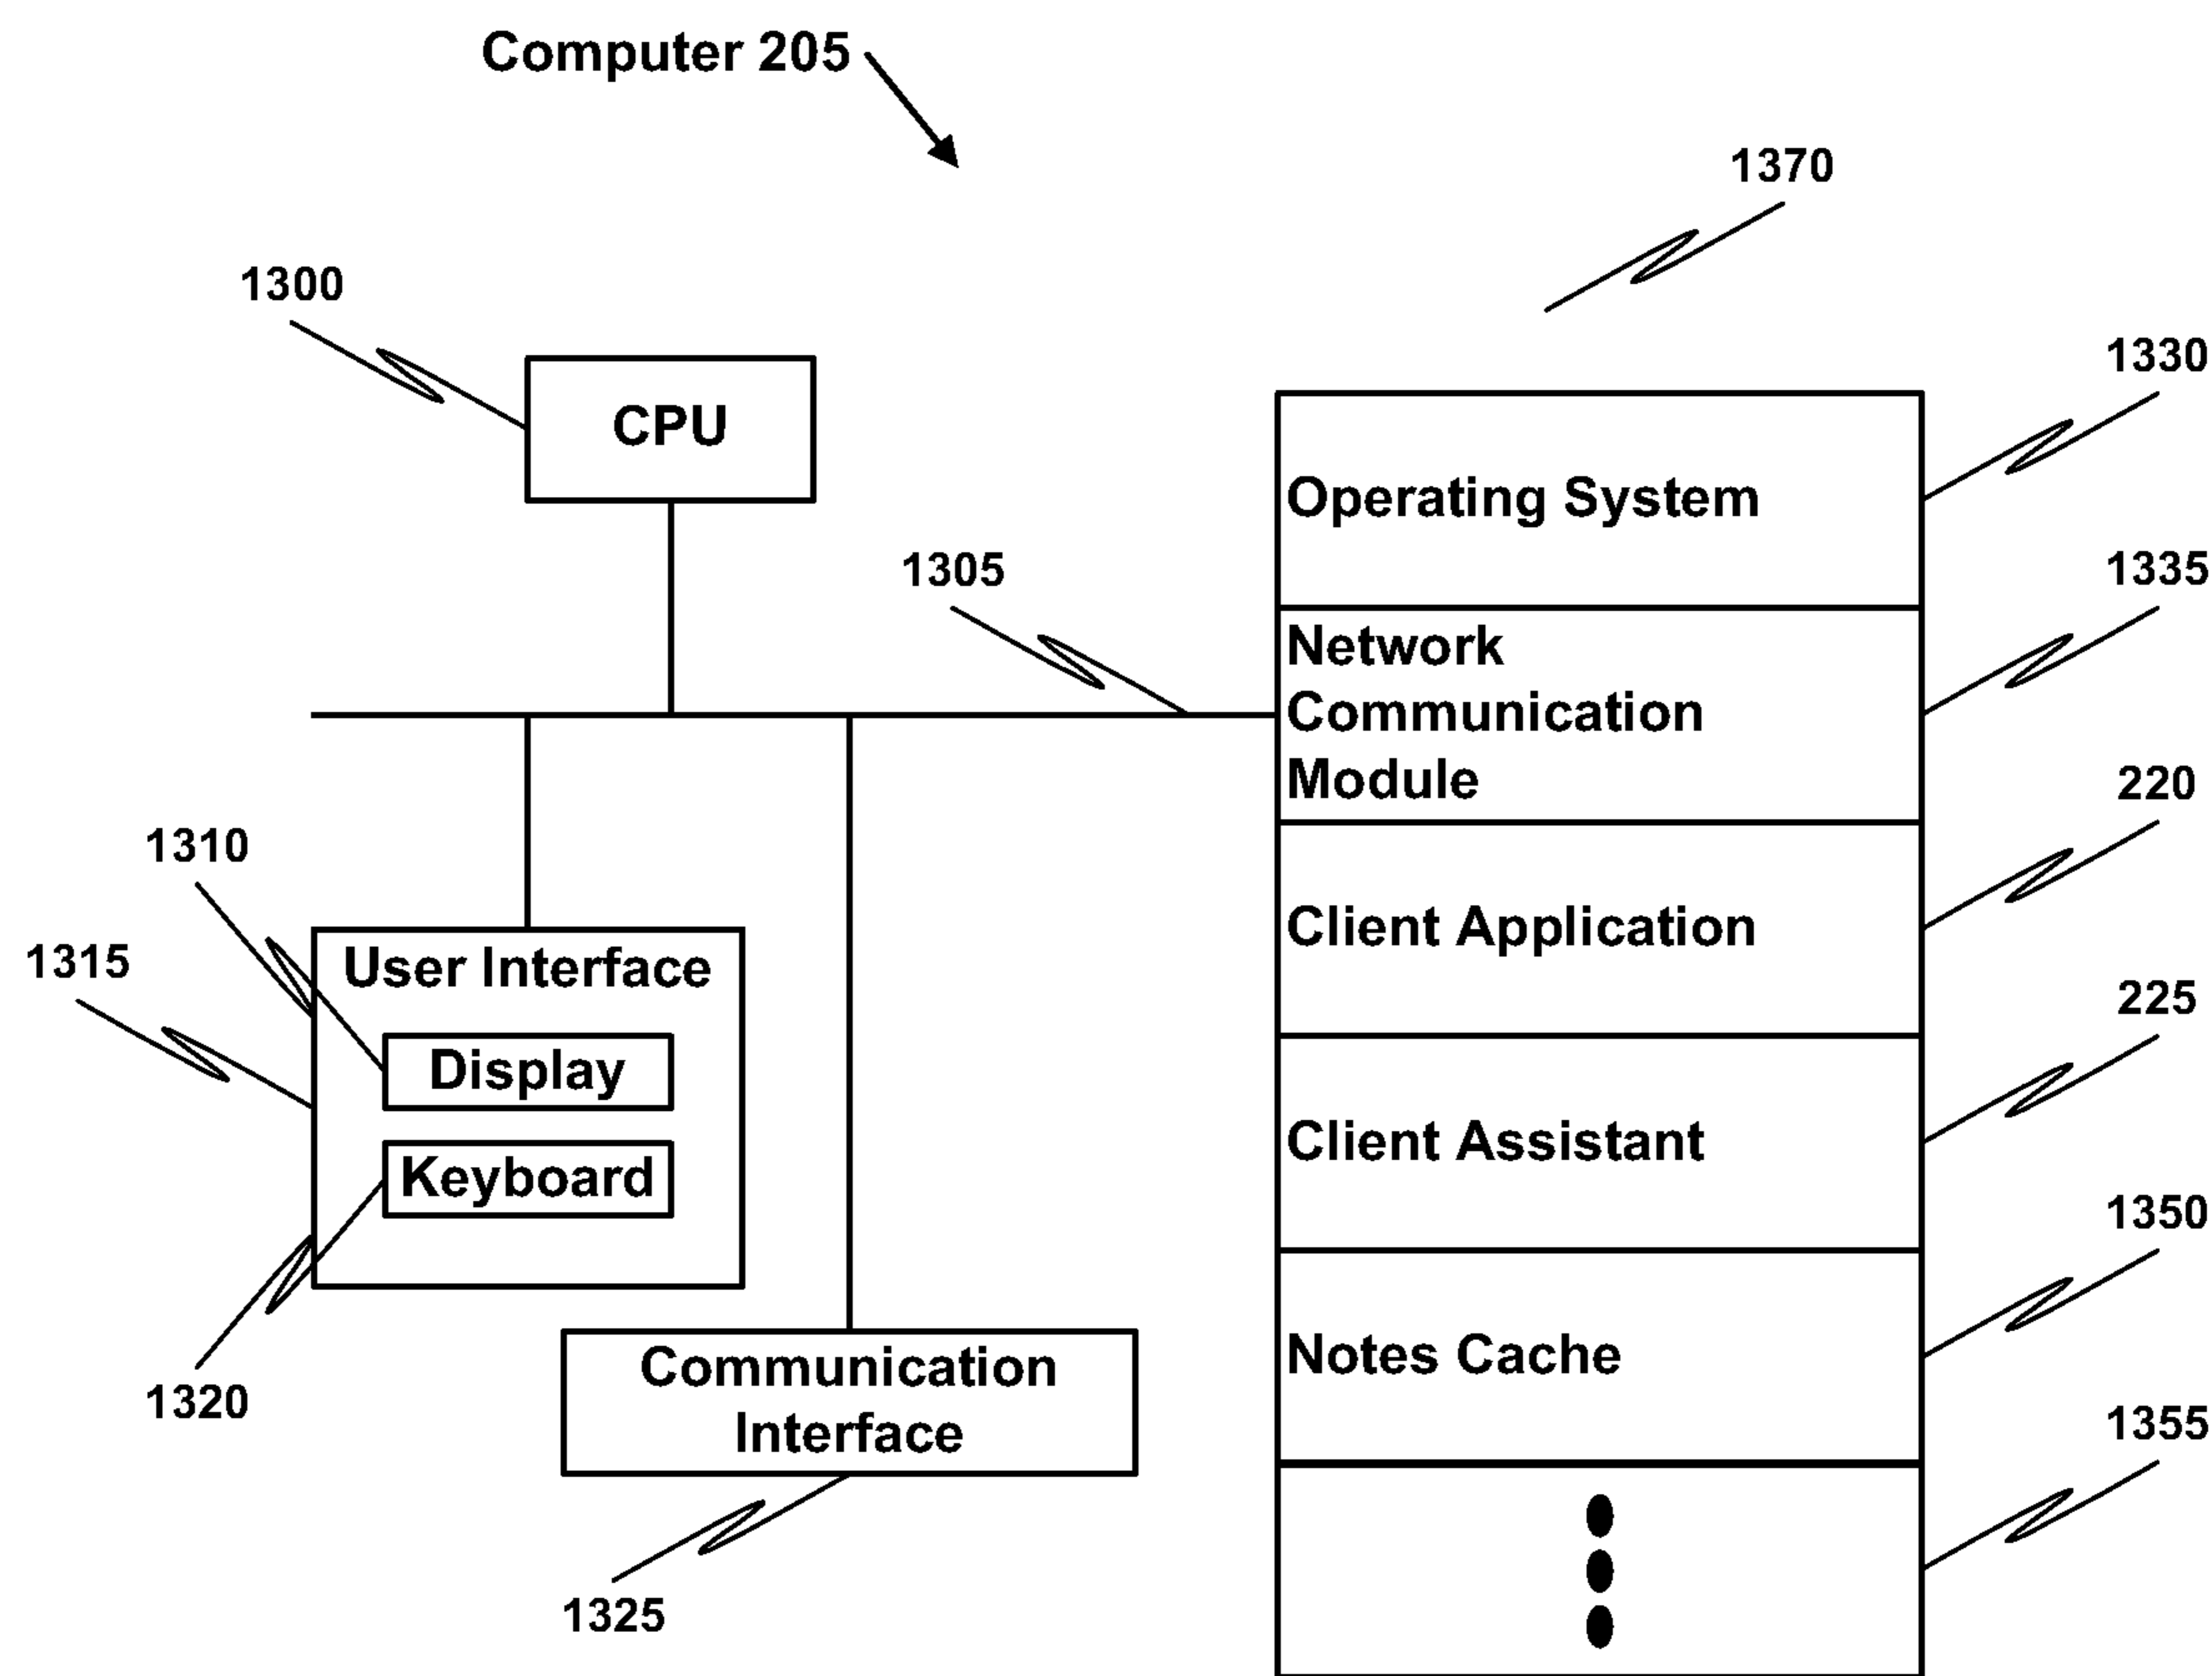 Computer 205
1370
1300
1330
CPU
Operating System
1305
1335
Network
Communication
Module
220
1310
Client Application
1315
User Interface
225
Display
Client Assistant
Keyboard
1350
Notes Cache
1320
Communication
Interface
1355
1325